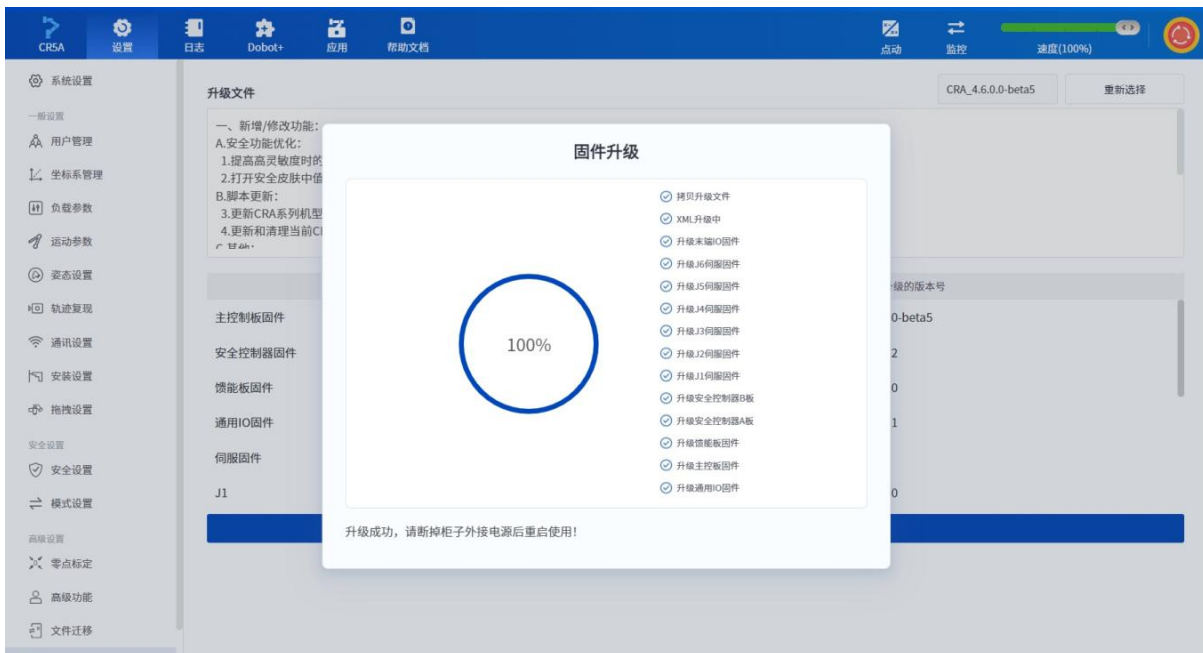 CR5A
设置
日志
Dobot+
应用
帮助文档
点动
监控
速度(100%)
系统设置
一般设置
用户管理
坐标系管理
负载参数
运动参数
姿态设置
轨迹复现
通讯设置
安装设置
拖拽设置
安全设置
安全设置
模式设置
高级设置
零点标定
高级功能
文件迁移
升级文件
CRA_4.6.0.0-beta5
重新选择
一、新增/修改功能：
A.安全功能优化：
1.提高高灵敏度时的
2.打开安全皮肤中值
B.脚本更新：
3.更新CRA系列机型
4.更新和清理当前C
C.其他：
级的版本号
主控制板固件
0-beta5
安全控制器固件
2
馈能板固件
0
通用IO固件
1
伺服固件
J1
0
固件升级
100%
拷贝升级文件
XML升级中
升级末端IO固件
升级J6伺服固件
升级J5伺服固件
升级J4伺服固件
升级J3伺服固件
升级J2伺服固件
升级J1伺服固件
升级安全控制器B板
升级安全控制器A板
升级馈能板固件
升级主控板固件
升级通用IO固件
升级成功，请断掉柜子外接电源后重启使用！